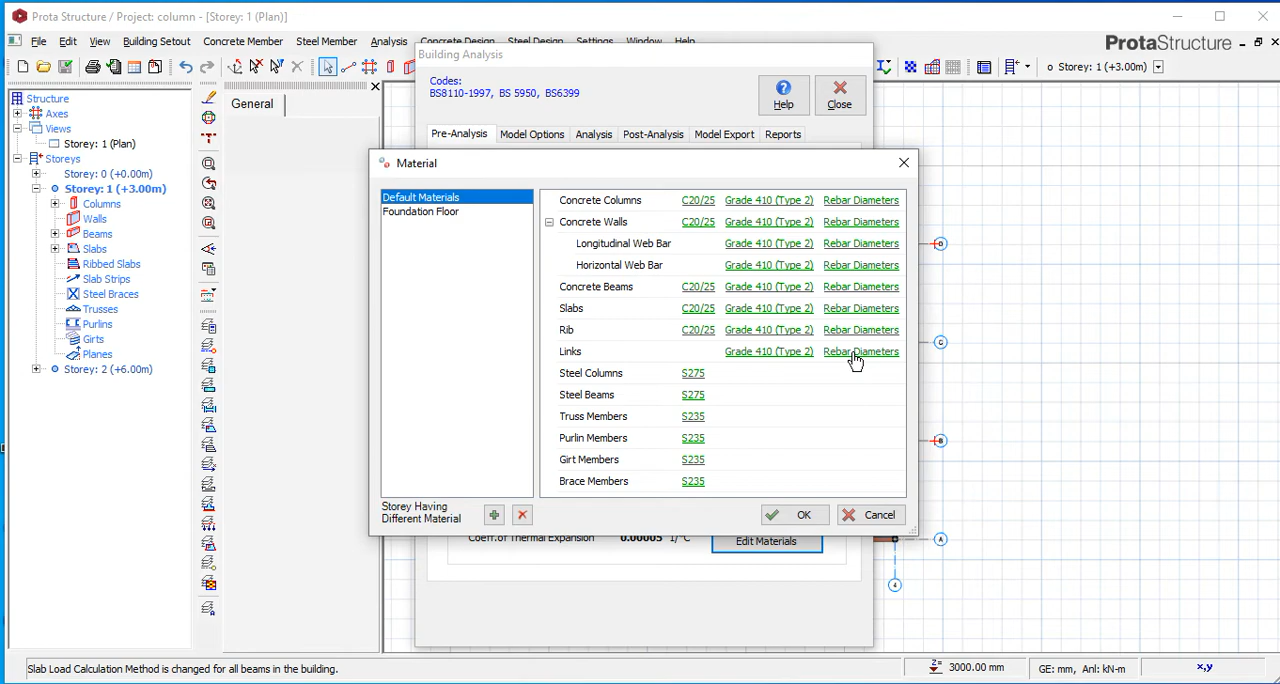 Prota Structure / Project: column - [Storey: 1 (Plan)]
File Edit View Building Setout Concrete Member Steel Member Analysis Concrete Design Steel Design Settings Window Help
ProtaStructure
Storey: 1 (+3.00m)
Structure
Axes
Views
Storey: 1 (Plan)
Storeys
Storey: 0 (+0.00m)
Storey: 1 (+3.00m)
Columns
Walls
Beams
Slabs
Ribbed Slabs
Slab Strips
Steel Braces
Trusses
Purlins
Girts
Planes
Storey: 2 (+6.00m)
General
Building Analysis
Codes:
BS8110-1997, BS 5950, BS6399
Help
Close
Pre-Analysis Model Options Analysis Post-Analysis Model Export Reports
Material
Default Materials
Foundation Floor
Concrete Columns C20/25 Grade 410 (Type 2) Rebar Diameters
Concrete Walls C20/25 Grade 410 (Type 2) Rebar Diameters
Longitudinal Web Bar Grade 410 (Type 2) Rebar Diameters
Horizontal Web Bar Grade 410 (Type 2) Rebar Diameters
Concrete Beams C20/25 Grade 410 (Type 2) Rebar Diameters
Slabs C20/25 Grade 410 (Type 2) Rebar Diameters
Rib C20/25 Grade 410 (Type 2) Rebar Diameters
Links Grade 410 (Type 2) Rebar Diameters
Steel Columns S275
Steel Beams S275
Truss Members S235
Purlin Members S235
Girt Members S235
Brace Members S235
Storey Having
Different Material
OK
Cancel
Coeff.of Thermal Expansion 0.00005 1/°C
Edit Materials
D
C
B
A
4
Slab Load Calculation Method is changed for all beams in the building.
3000.00 mm
GE: mm, Anl: kN-m
x,y